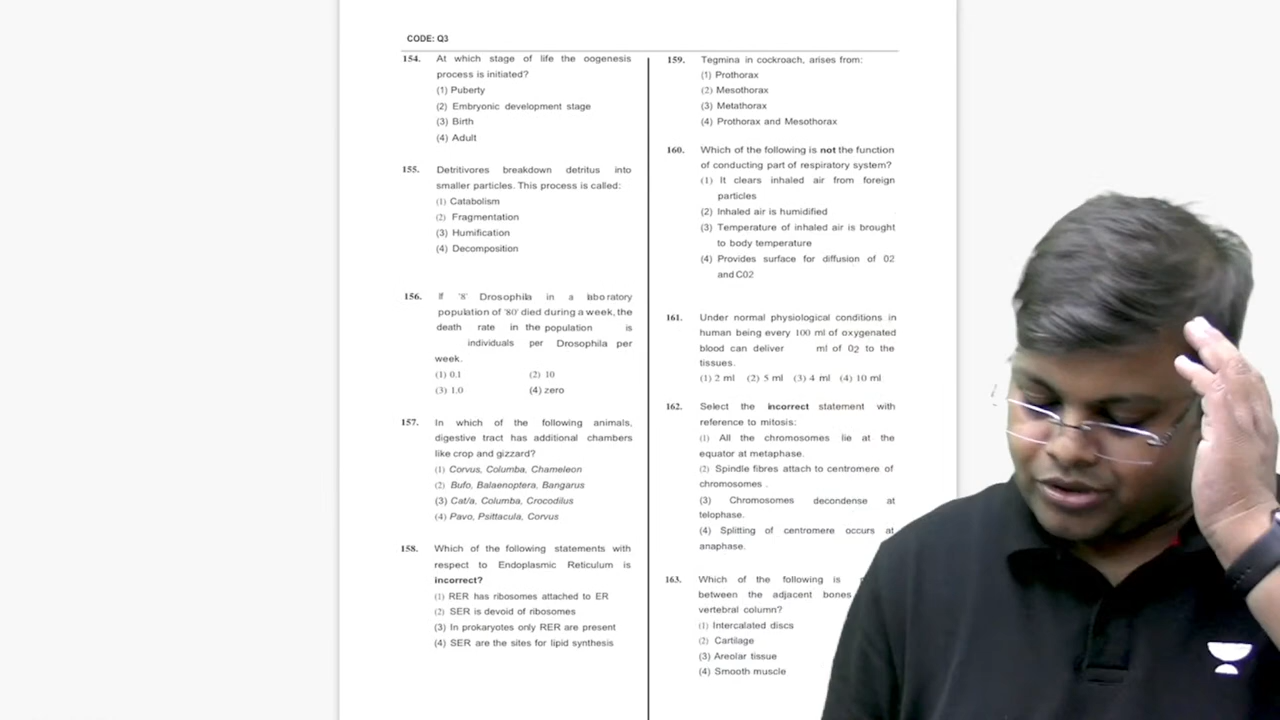 CODE: Q3
154. At which stage of life the oogenesis
process is initiated?
(1) Puberty
(2) Embryonic development stage
(3) Birth
(4) Adult
155. Detritivores breakdown detritus into
smaller particles. This process is called:
(1) Catabolism
(2) Fragmentation
(3) Humification
(4) Decomposition
156. If '8' Drosophila in a laboratory
population of '80' died during a week, the
death rate in the population is
individuals per Drosophila per
week.
(1) 0.1 (2) 10
(3) 1.0 (4) zero
157. In which of the following animals,
digestive tract has additional chambers
like crop and gizzard?
(1) Corvus, Columba, Chameleon
(2) Bufo, Balaenoptera, Bangarus
(3) Cat/a, Columba, Crocodilus
(4) Pavo, Psittacula, Corvus
158. Which of the following statements with
respect to Endoplasmic Reticulum is
incorrect?
(1) RER has ribosomes attached to ER
(2) SER is devoid of ribosomes
(3) In prokaryotes only RER are present
(4) SER are the sites for lipid synthesis
159. Tegmina in cockroach, arises from:
(1) Prothorax
(2) Mesothorax
(3) Metathorax
(4) Prothorax and Mesothorax
160. Which of the following is not the function
of conducting part of respiratory system?
(1) It clears inhaled air from foreign
particles
(2) Inhaled air is humidified
(3) Temperature of inhaled air is brought
to body temperature
(4) Provides surface for diffusion of 02
and C02
161. Under normal physiological conditions in
human being every 100 ml of oxygenated
blood can deliver ml of 02 to the
tissues.
(1) 2 ml (2) 5 ml (3) 4 ml (4) 10 ml
162. Select the incorrect statement with
reference to mitosis:
(1) All the chromosomes lie at the
equator at metaphase.
(2) Spindle fibres attach to centromere of
chromosomes .
(3) Chromosomes decondense at
telophase.
(4) Splitting of centromere occurs at
anaphase.
163. Which of the following is
between the adjacent bones
vertebral column?
(1) Intercalated discs
(2) Cartilage
(3) Areolar tissue
(4) Smooth muscle